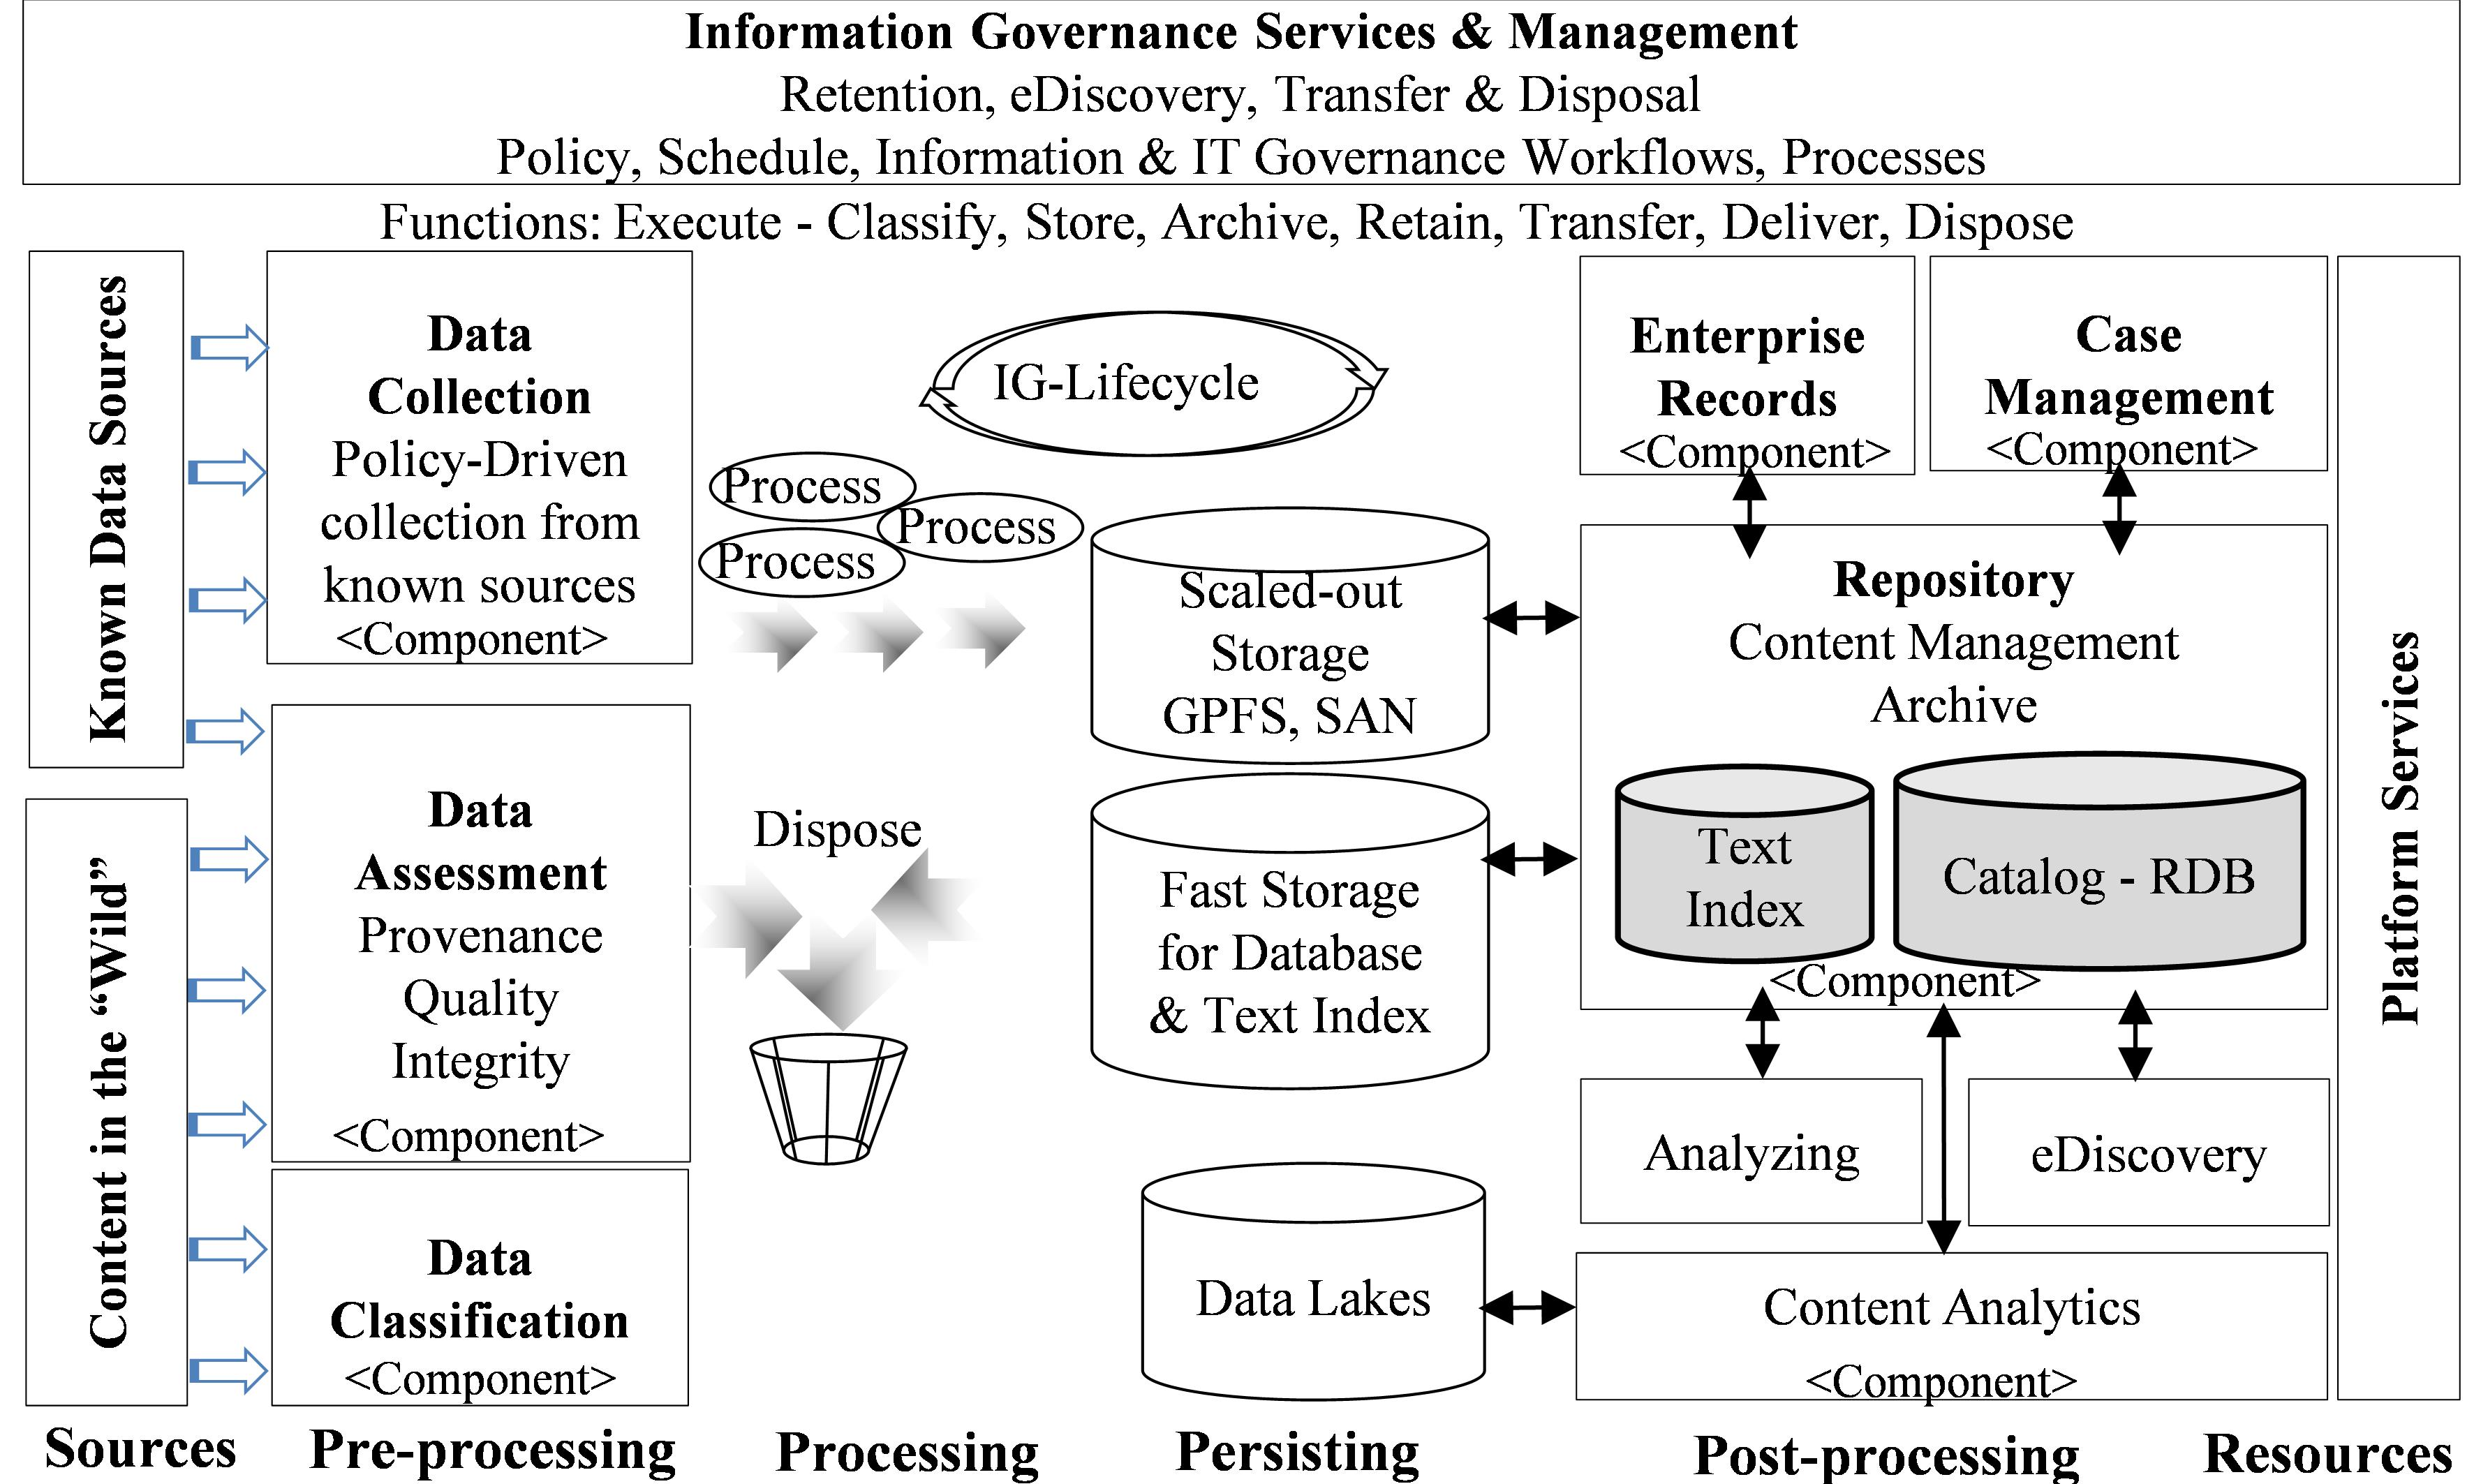 Information Governance Services & Management
Retention, eDiscovery, Transfer & Disposal
Policy, Schedule, Information & IT Governance Workflows, Processes
Functions: Execute - Classify, Store, Archive, Retain, Transfer, Deliver, Dispose
Known Data Sources
Content in the “Wild”
Data
Collection
Policy-Driven
collection from
known sources
<Component>
Data
Assessment
Provenance
Quality
Integrity
<Component>
Data
Classification
<Component>
IG-Lifecycle
Process
Process
Process
Dispose
Scaled-out
Storage
GPFS, SAN
Fast Storage
for Database
& Text Index
Data Lakes
Enterprise
Records
<Component>
Case
Management
<Component>
Repository
Content Management
Archive
Text
Index
Catalog - RDB
<Component>
Analyzing
eDiscovery
Content Analytics
<Component>
Platform Services
Sources
Pre-processing
Processing
Persisting
Post-processing
Resources